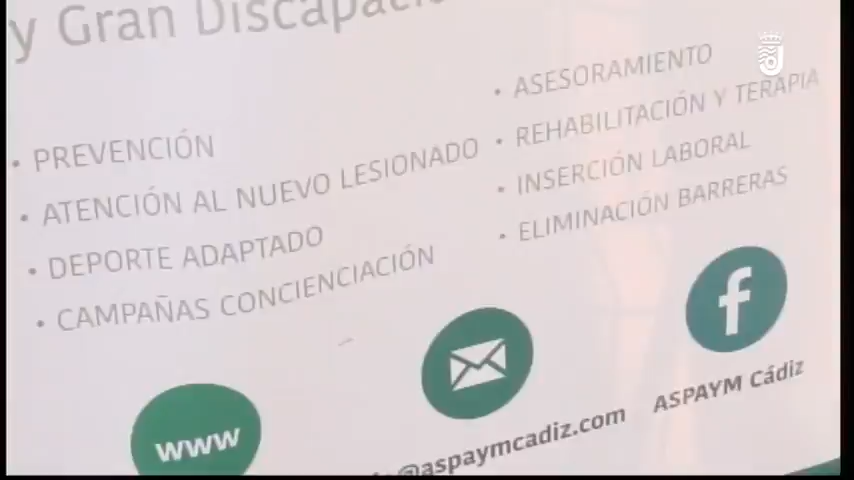 y Gran
• PREVENCIÓN
• ATENCIÓN AL NUEVO LESIONADO
• DEPORTE ADAPTADO
• CAMPAÑAS CONCIENCIACIÓN
• ASESORAMIENTO
• REHABILITACIÓN Y TERAPIA
• INSERCIÓN LABORAL
• ELIMINACIÓN BARRERAS
www
@aspaymcadiz.com
f
ASPAYM Cádiz